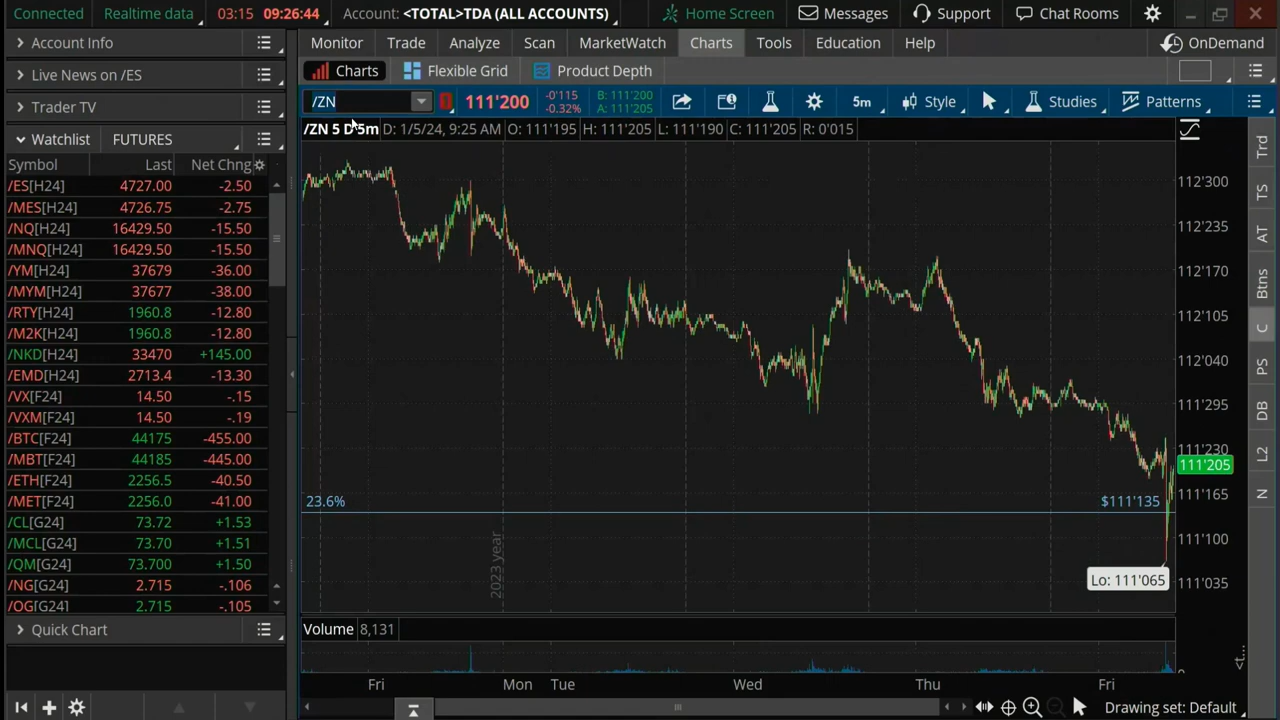 Connected Realtime data 03:15 09:26:44 Account: <TOTAL>TDA (ALL ACCOUNTS) Home Screen Messages Support Chat Rooms
Account Info
Live News on /ES
Trader TV
Watchlist FUTURES
Symbol Last Net Chng
/ES[H24] 4727.00 -2.50
/MES[H24] 4726.75 -2.75
/NQ[H24] 16429.50 -15.50
/MNQ[H24] 16429.50 -15.50
/YM[H24] 37679 -36.00
/MYM[H24] 37677 -38.00
/RTY[H24] 1960.8 -12.80
/M2K[H24] 1960.8 -12.80
/NKD[H24] 33470 +145.00
/EMD[H24] 2713.4 -13.30
/VX[F24] 14.50 -.15
/VXM[F24] 14.50 -.19
/BTC[F24] 44175 -455.00
/MBT[F24] 44185 -445.00
/ETH[F24] 2256.5 -40.50
/MET[F24] 2256.0 -41.00
/CL[G24] 73.72 +1.53
/MCL[G24] 73.70 +1.51
/QM[G24] 73.700 +1.50
/NG[G24] 2.715 -.106
/QG[G24] 2.715 -.105
Quick Chart
Monitor Trade Analyze Scan MarketWatch Charts Tools Education Help OnDemand
Charts Flexible Grid Product Depth
/ZN 111'200 -0'115 -0.32% B: 111'200 A: 111'205 5m Style Studies Patterns
/ZN 5 D 5m D: 1/5/24, 9:25 AM O: 111'195 H: 111'205 L: 111'190 C: 111'205 R: 0'015
112'300
112'235
112'170
112'105
112'040
111'295
111'230
111'205
111'165
111'100
111'035
23.6% $111'135
2023 year
Lo: 111'065
Volume 8,131
0
Fri Mon Tue Wed Thu Fri
Drawing set: Default
Trd
TS
AT
Btns
C
PS
DB
L2
N